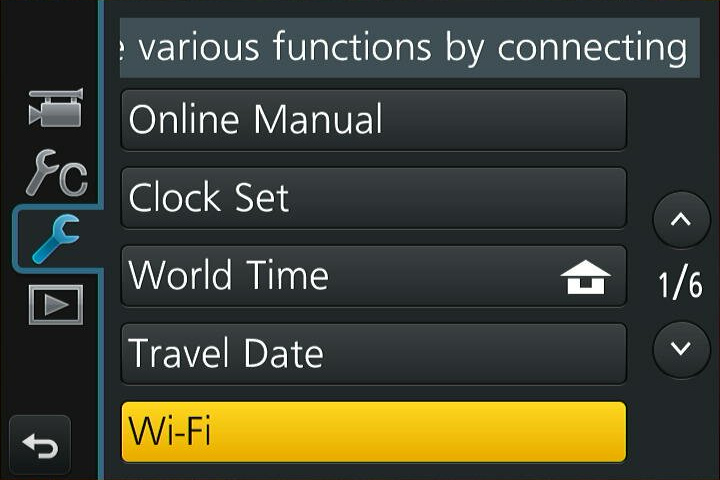 various functions by connecting
Online Manual
Clock Set
World Time
Travel Date
Wi-Fi
C
1/6